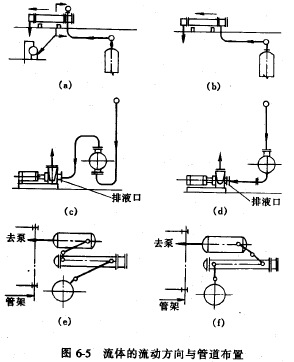 (a)
(b)
排液口
(c)
排液口
(d)
去泵
管架
(e)
去泵
管架
(f)
图 6-5 流体的流动方向与管道布置